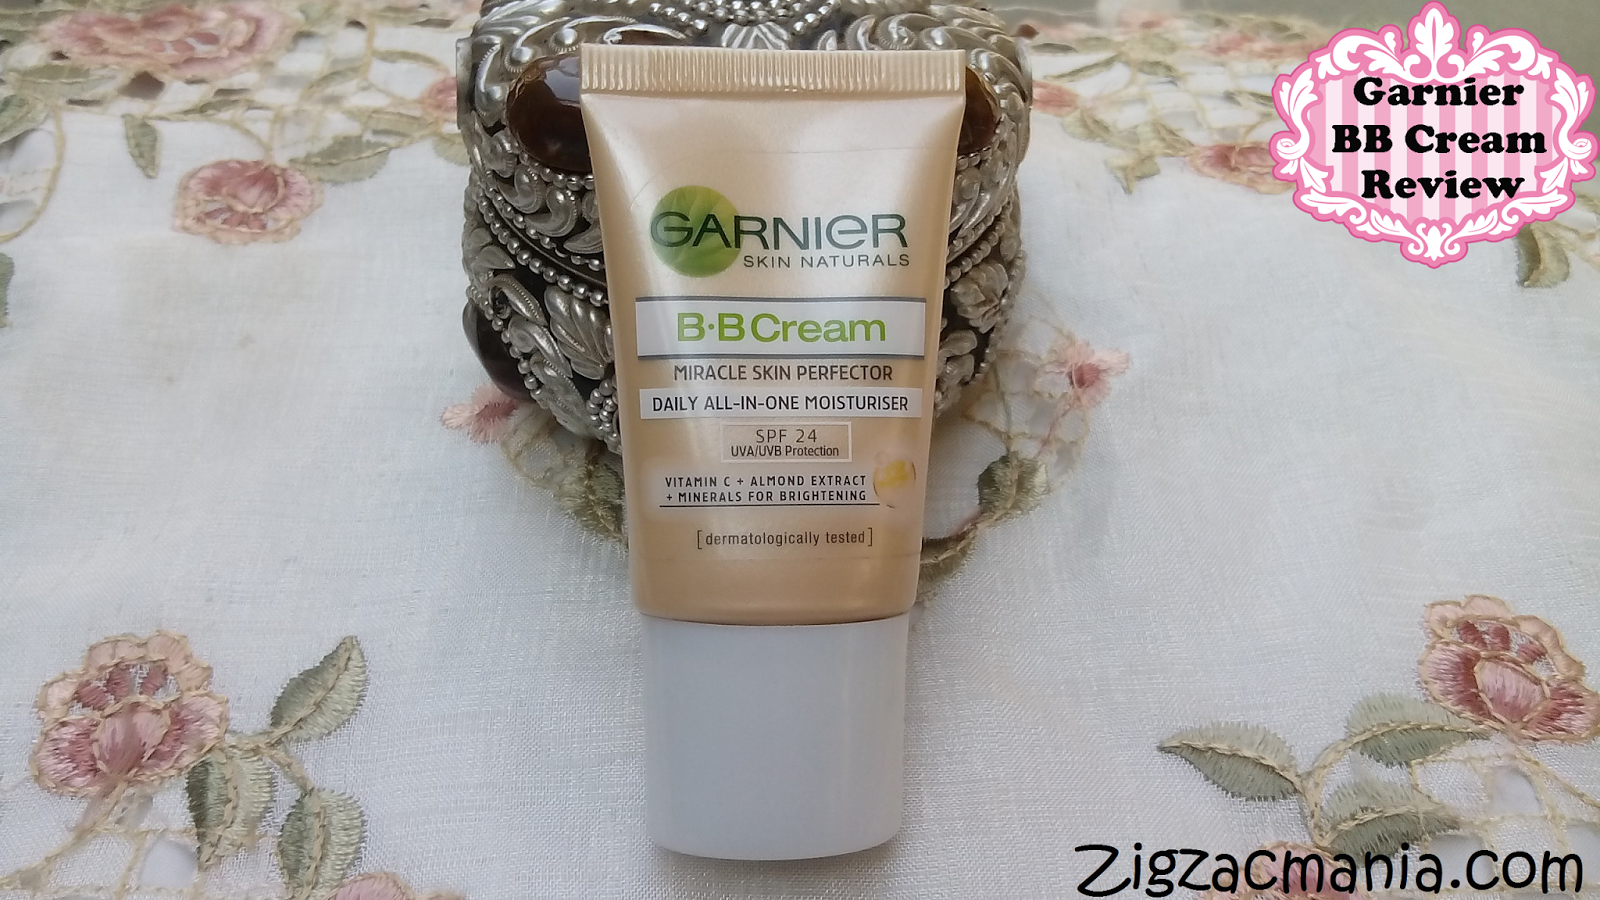 GARNIER
SKIN NATURALS
B·B Cream
MIRACLE SKIN PERFECTOR
DAILY ALL-IN-ONE MOISTURISER
SPF 24
UVA/UVB Protection
VITAMIN C + ALMOND EXTRACT
+ MINERALS FOR BRIGHTENING
[dermatologically tested]
Garnier
BB Cream
Review
Zigzacmania.com